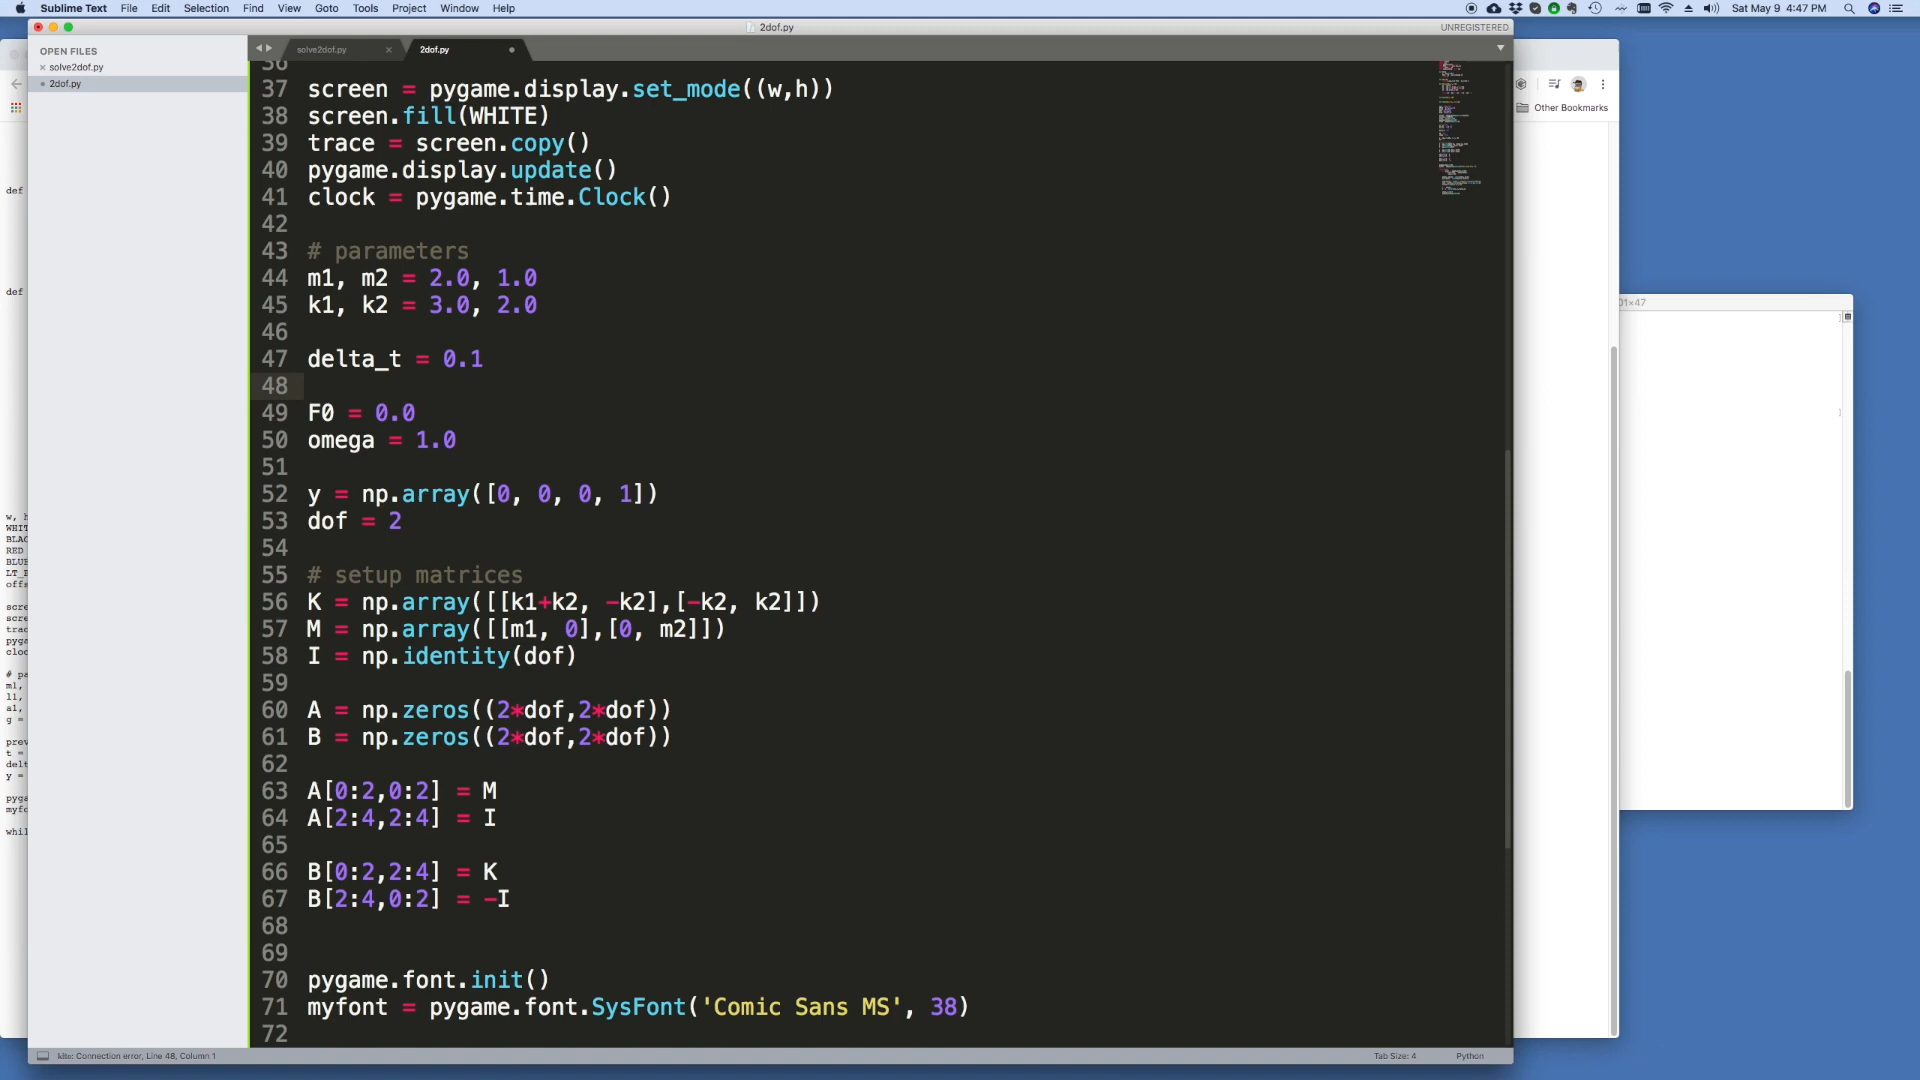 Sublime Text File Edit Selection Find View Goto Tools Project Window Help
Sat May 9 4:47 PM
2dof.py
UNREGISTERED
OPEN FILES
solve2dof.py
2dof.py
solve2dof.py
2dof.py
Other Bookmarks
36
37 screen = pygame.display.set_mode((w,h))
38 screen.fill(WHITE)
39 trace = screen.copy()
40 pygame.display.update()
41 clock = pygame.time.Clock()
42
43 # parameters
44 m1, m2 = 2.0, 1.0
45 k1, k2 = 3.0, 2.0
46
47 delta_t = 0.1
48
49 F0 = 0.0
50 omega = 1.0
51
52 y = np.array([0, 0, 0, 1])
53 dof = 2
54
55 # setup matrices
56 K = np.array([[k1+k2, -k2],[-k2, k2]])
57 M = np.array([[m1, 0],[0, m2]])
58 I = np.identity(dof)
59
60 A = np.zeros((2*dof,2*dof))
61 B = np.zeros((2*dof,2*dof))
62
63 A[0:2,0:2] = M
64 A[2:4,2:4] = I
65
66 B[0:2,2:4] = K
67 B[2:4,0:2] = -I
68
69
70 pygame.font.init()
71 myfont = pygame.font.SysFont('Comic Sans MS', 38)
72
def
def
w, h
WHIT
BLAC
RED
BLUE
offs
scre
scre
trac
pyga
cloc
# pa
m1,
l1,
a1,
g =
prev
t =
delt
y =
pyga
myfo
whil
01×47
kite: Connection error, Line 48, Column 1
Tab Size: 4
Python